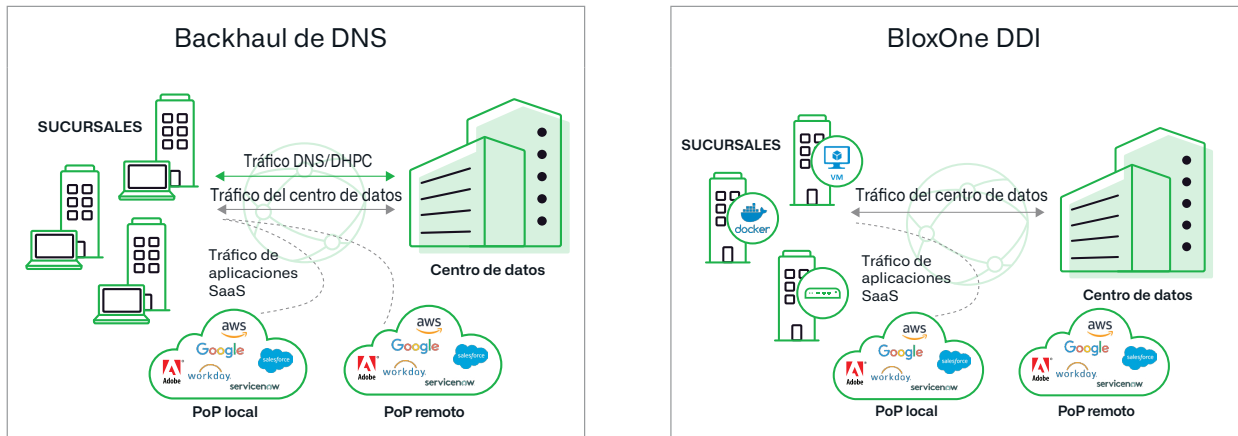 Backhaul de DNS
SUCURSALES
Tráfico DNS/DHPC
Tráfico del centro de datos
Tráfico de
aplicaciones
SaaS
Centro de datos
aws
Google
salesforce
Adobe
workday.
servicenow
PoP local
aws
Google
salesforce
Adobe
workday.
servicenow
PoP remoto
BloxOne DDI
SUCURSALES
VM
docker
Tráfico del centro de datos
Tráfico de
aplicaciones
SaaS
Centro de datos
aws
Google
salesforce
Adobe
workday.
servicenow
PoP local
aws
Google
salesforce
Adobe
workday.
servicenow
PoP remoto